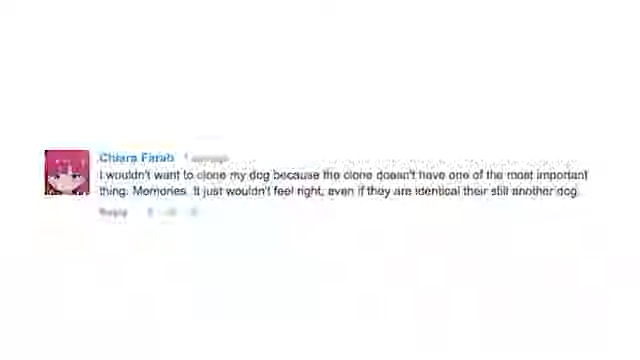 Chiara Farab
I wouldn't want to clone my dog because the clone doesn't have one of the most important
thing. Memories. It just wouldn't feel right, even if they are identical their still another dog.
Reply